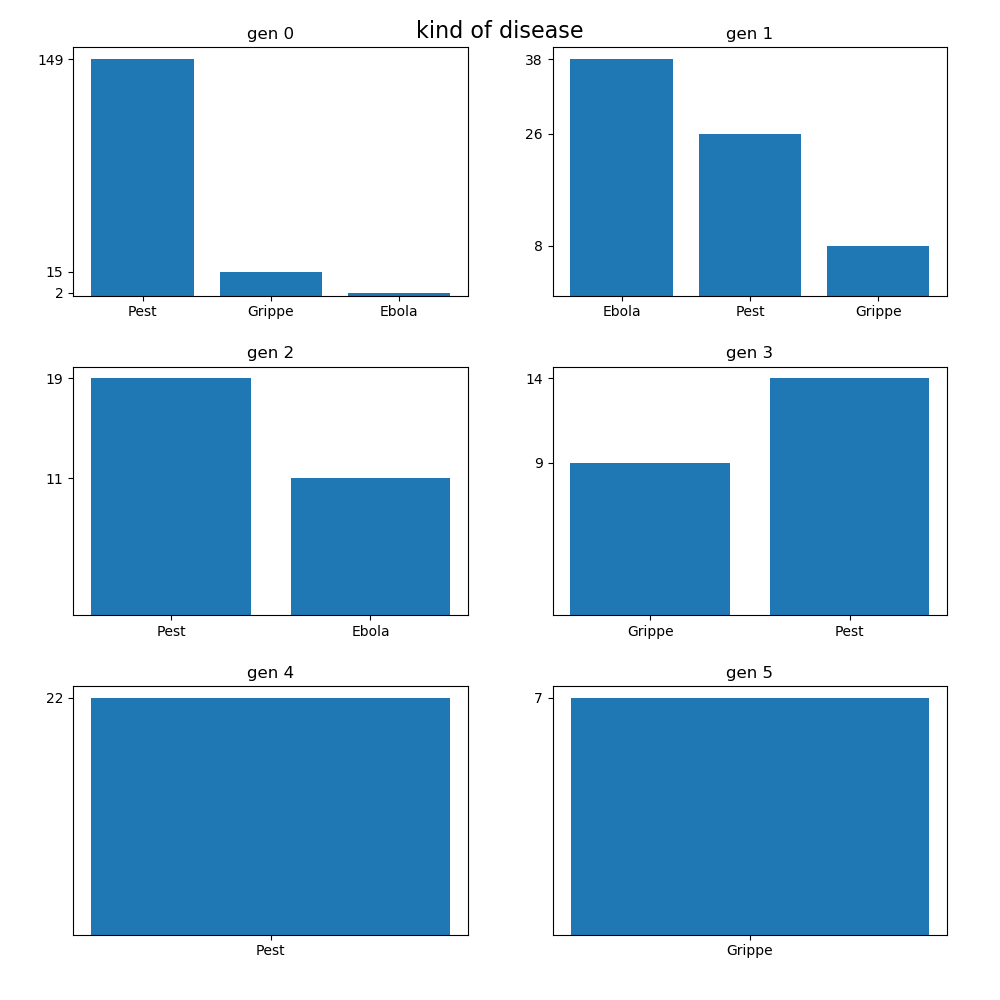 kind of disease
gen 0
149
15
2
Pest Grippe Ebola
gen 1
38
26
8
Ebola Pest Grippe
gen 2
19
11
Pest Ebola
gen 3
14
9
Grippe Pest
gen 4
22
Pest
gen 5
7
Grippe